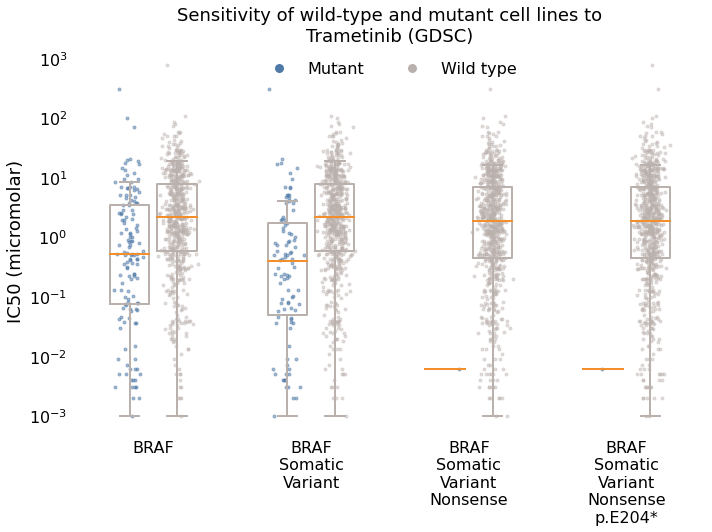 Sensitivity of wild-type and mutant cell lines to
Trametinib (GDSC)
Mutant
Wild type
IC50 (micromolar)
10³
10²
10¹
10⁰
10⁻¹
10⁻²
10⁻³
BRAF
BRAF
Somatic
Variant
BRAF
Somatic
Variant
Nonsense
BRAF
Somatic
Variant
Nonsense
p.E204*